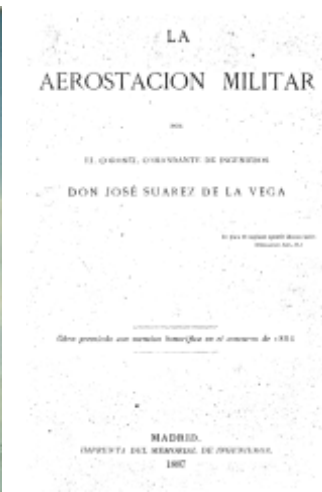 LA
AEROSTACION MILITAR
POR
EL CORONEL, COMANDANTE DE INGENIEROS
DON JOSÉ SUAREZ DE LA VEGA
Obra premiada con mencion honorífica en el concurso de
MADRID.
IMPRENTA DEL MEMORIAL DE INGENIEROS.
1887